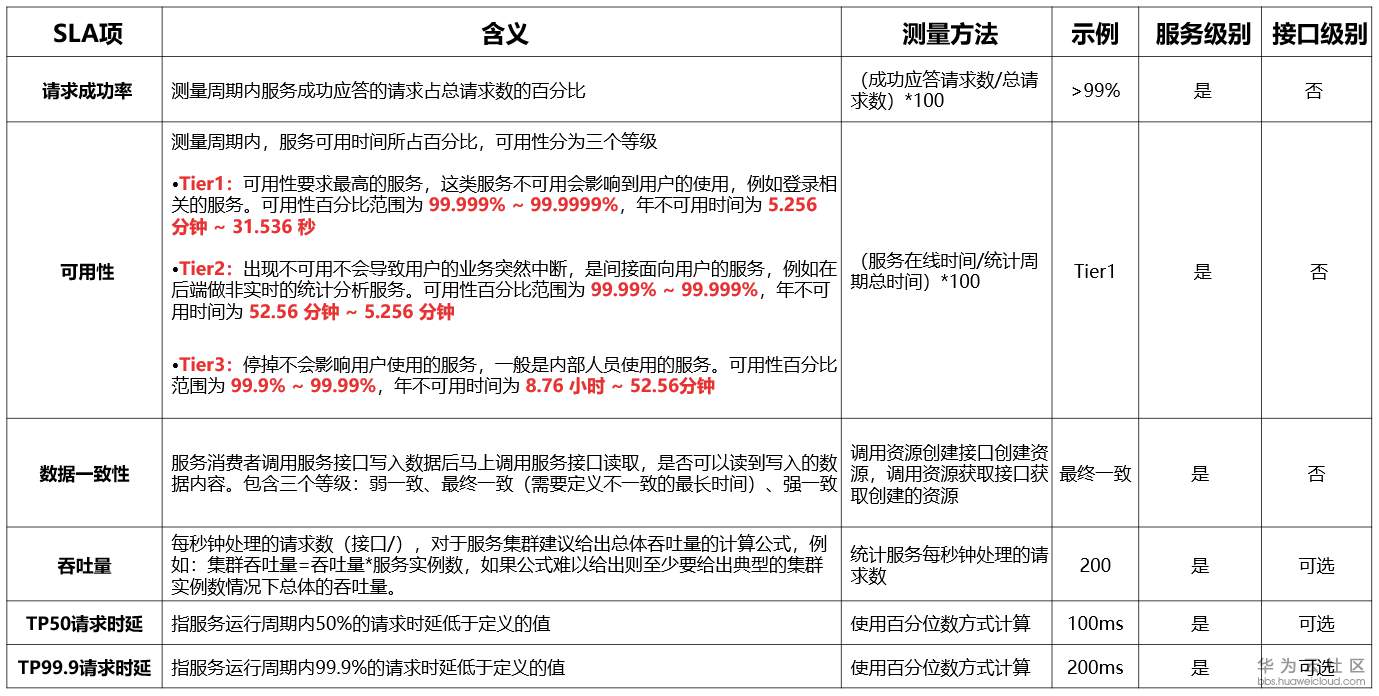 SLA项 含义 测量方法 示例 服务级别 接口级别
请求成功率 测量周期内服务成功应答的请求占总请求数的百分比 （成功应答请求数/总请
求数）*100 >99% 是 否
可用性
测量周期内，服务可用时间所占百分比，可用性分为三个等级
•Tier1：可用性要求最高的服务，这类服务不可用会影响到用户的使用，例如登录相
关的服务。可用性百分比范围为 99.999% ~ 99.9999%，年不可用时间为 5.256
分钟 ~ 31.536 秒
•Tier2：出现不可用不会导致用户的业务突然中断，是间接面向用户的服务，例如在
后端做非实时的统计分析服务。可用性百分比范围为 99.99% ~ 99.999%，年不可
用时间为 52.56 分钟 ~ 5.256 分钟
•Tier3：停掉不会影响用户使用的服务，一般是内部人员使用的服务。可用性百分比
范围为 99.9% ~ 99.99%，年不可用时间为 8.76 小时 ~ 52.56分钟
（服务在线时间/统计周
期总时间）*100
Tier1 是 否
数据一致性
服务消费者调用服务接口写入数据后马上调用服务接口读取，是否可以读到写入的数
据内容。包含三个等级：弱一致、最终一致（需要定义不一致的最长时间）、强一致
调用资源创建接口创建资
源，调用资源获取接口获
取创建的资源
最终一致 是 否
吞吐量
每秒钟处理的请求数（接口/），对于服务集群建议给出总体吞吐量的计算公式，例
如：集群吞吐量=吞吐量*服务实例数，如果公式难以给出则至少要给出典型的集群
实例数情况下总体的吞吐量。
统计服务每秒钟处理的请
求数
200 是 可选
TP50请求时延 指服务运行周期内50%的请求时延低于定义的值 使用百分位数方式计算 100ms 是 可选
TP99.9请求时延 指服务运行周期内99.9%的请求时延低于定义的值 使用百分位数方式计算 200ms 是 可选
华为云社区
bbs.huaweicloud.com